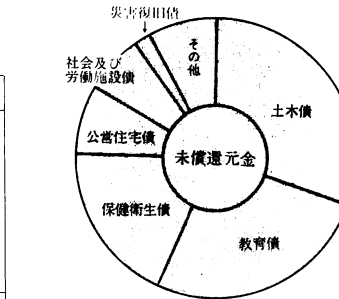 災害復旧債
その他
社会及び
労働施設債
土木債
公営住宅債
未償還元金
保健衛生債
教育債